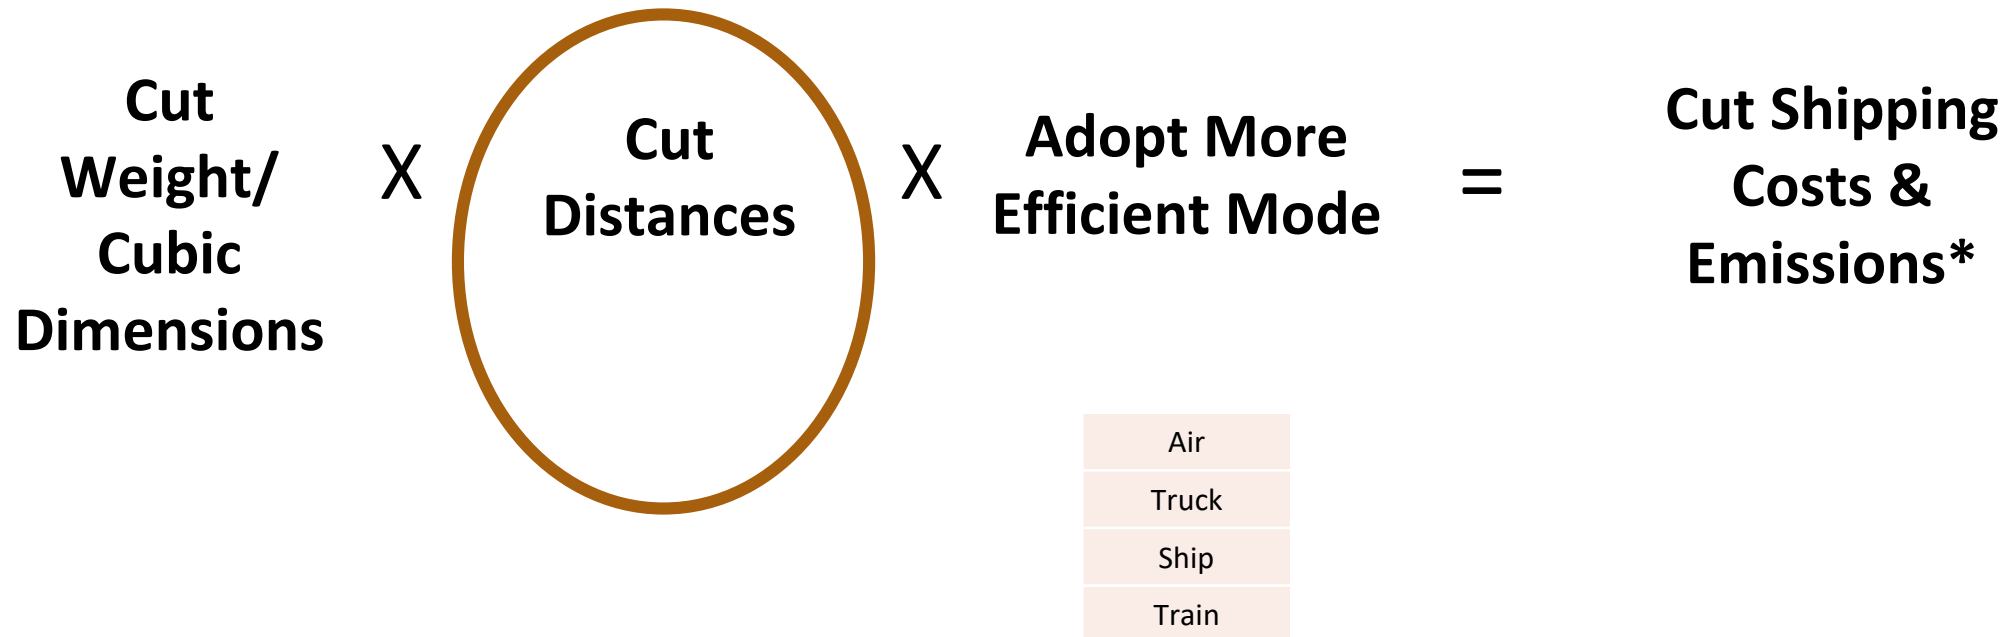 Cut
Weight/
Cubic
Dimensions
X
Cut
Distances
X
Adopt More
Efficient Mode
=
Cut Shipping
Costs &
Emissions*
Air
Truck
Ship
Train